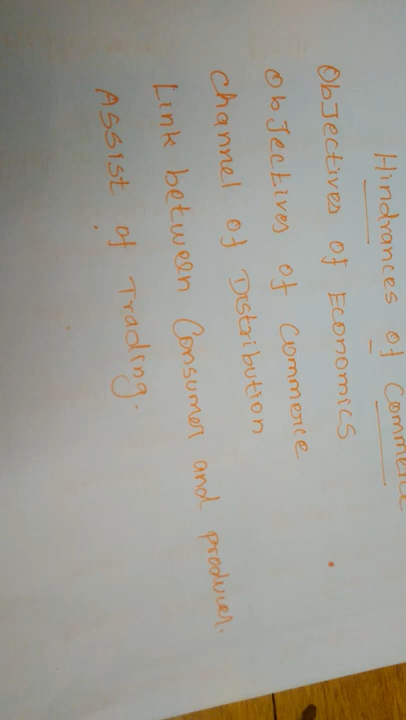 Hindrances of Commerce
Objectives of Economics
Objectives of Commerce
Channel of Distribution
Link between Consumer and producer.
Assist of Trading.